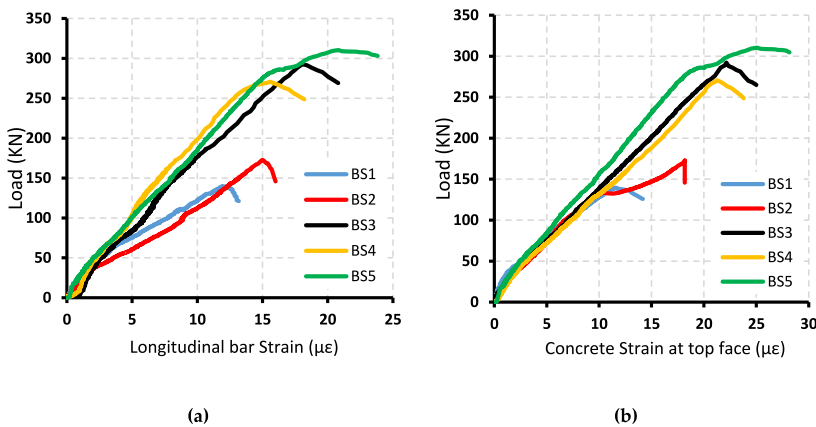 350
300
250
200
150
100
50
0
Load (KN)
0 5 10 15 20 25
Longitudinal bar Strain (με)
BS1
BS2
BS3
BS4
BS5
(a)
350
300
250
200
150
100
50
0
Load (KN)
0 5 10 15 20 25 30
Concrete Strain at top face (με)
BS1
BS2
BS3
BS4
BS5
(b)